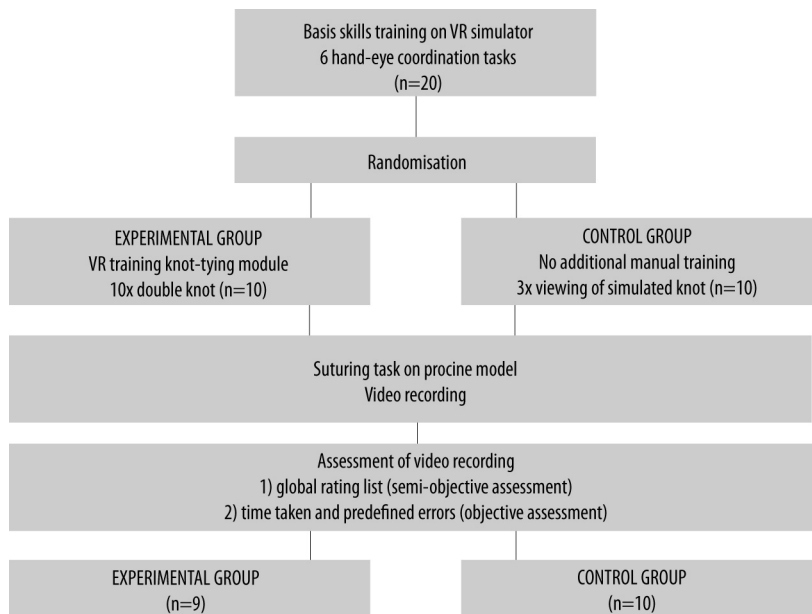 Basis skills training on VR simulator
6 hand-eye coordination tasks
(n=20)
Randomisation
EXPERIMENTAL GROUP
VR training knot-tying module
10x double knot (n=10)
CONTROL GROUP
No additional manual training
3x viewing of simulated knot (n=10)
Suturing task on procine model
Video recording
Assessment of video recording
1) global rating list (semi-objective assessment)
2) time taken and predefined errors (objective assessment)
EXPERIMENTAL GROUP
(n=9)
CONTROL GROUP
(n=10)